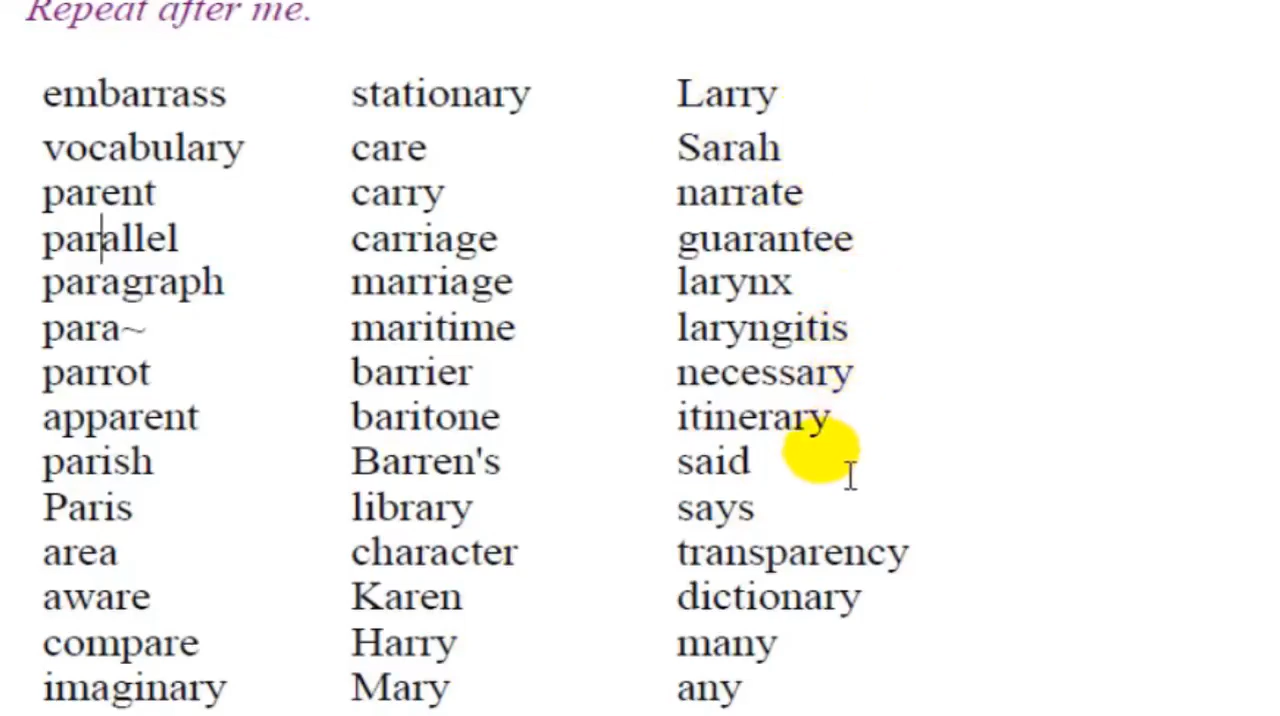 Repeat after me.
embarrass stationary Larry
vocabulary care Sarah
parent carry narrate
parallel carriage guarantee
paragraph marriage larynx
para~ maritime laryngitis
parrot barrier necessary
apparent baritone itinerary
parish Barren's said
Paris library says
area character transparency
aware Karen dictionary
compare Harry many
imaginary Mary any